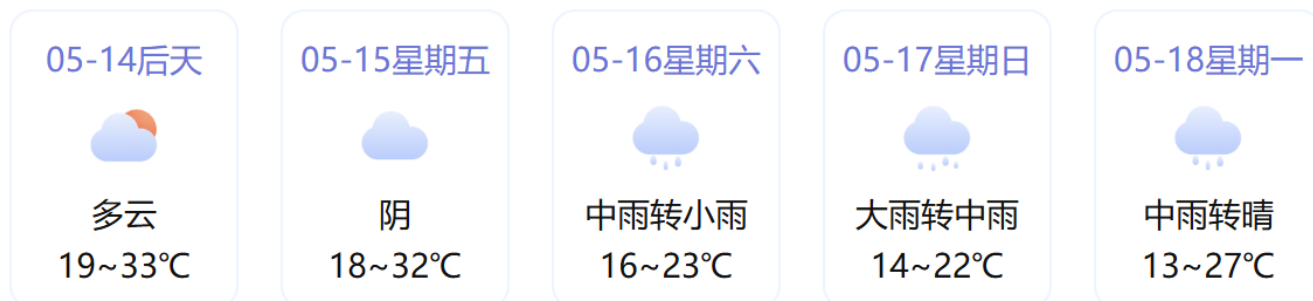 05-14后天
多云
19~33℃
05-15星期五
阴
18~32℃
05-16星期六
中雨转小雨
16~23℃
05-17星期日
大雨转中雨
14~22℃
05-18星期一
中雨转晴
13~27℃